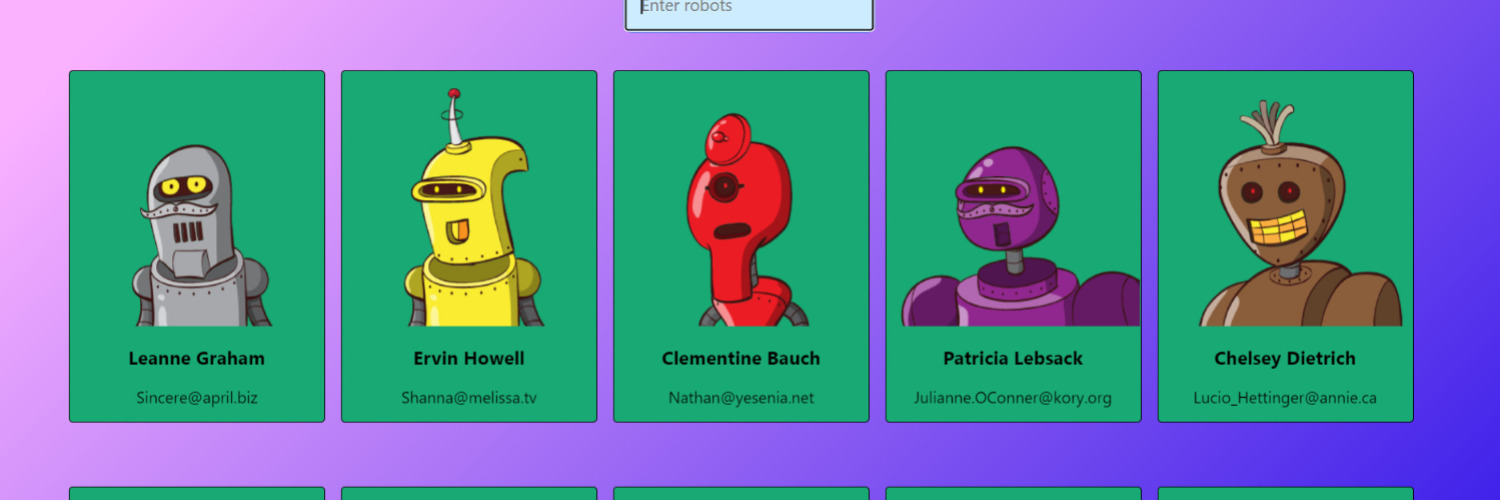 Enter robots
Leanne Graham
Ervin Howell
Clementine Bauch
Patricia Lebsack
Chelsey Dietrich
Sincere@april.biz
Shanna@melissa.tv
Nathan@yesenia.net
Julianne.OConner@kory.org
Lucio_Hettinger@annie.ca